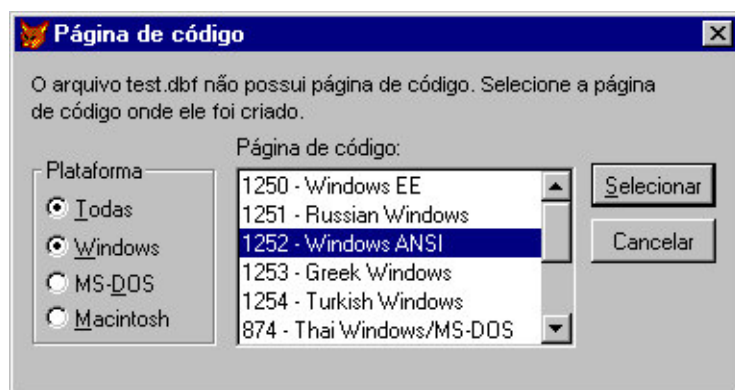 Página de código
O arquivo test.dbf não possui página de código. Selecione a página
de código onde ele foi criado.
Plataforma
Todas
Windows
MS-DOS
Macintosh
Página de código:
1250 - Windows EE
1251 - Russian Windows
1252 - Windows ANSI
1253 - Greek Windows
1254 - Turkish Windows
874 - Thai Windows/MS-DOS
Selecionar
Cancelar